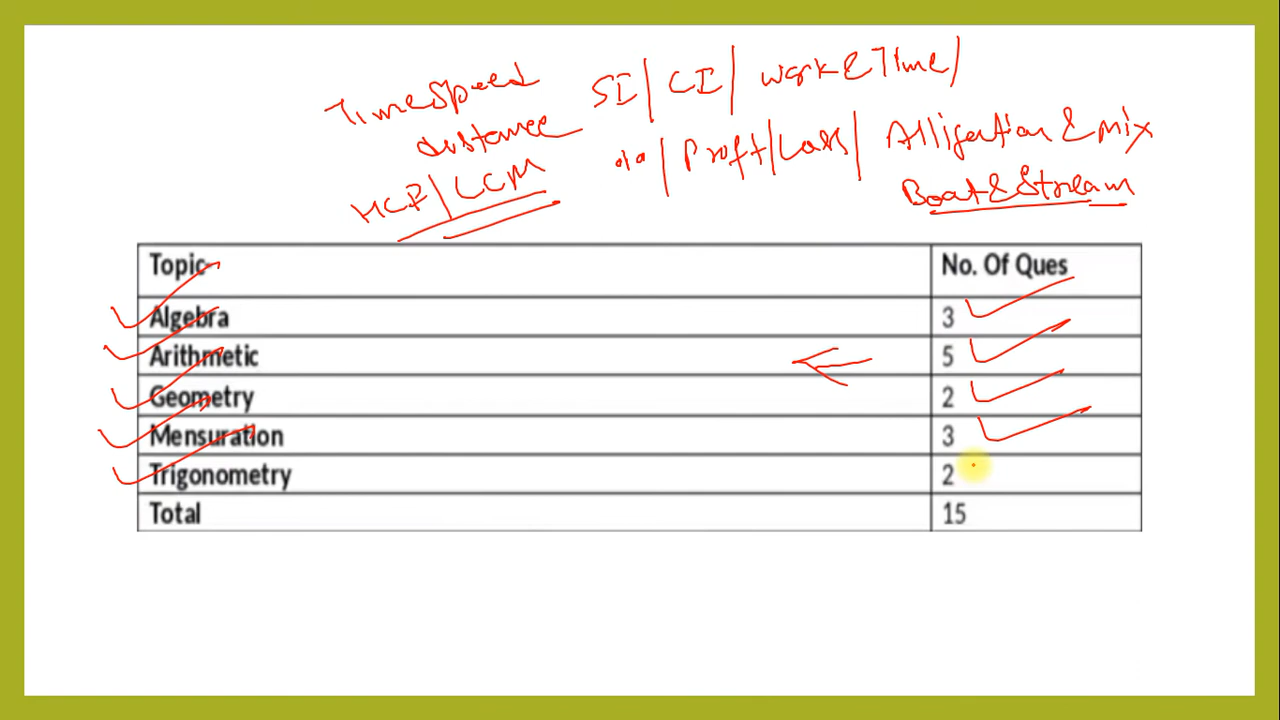 Time Speed SI / CI / Work & Time /
distance % / Profit / Loss / Alligation & Mix
HCF / LCM Boat & Stream
Topic No. Of Ques
Algebra 3
Arithmetic 5
Geometry 2
Mensuration 3
Trigonometry 2
Total 15